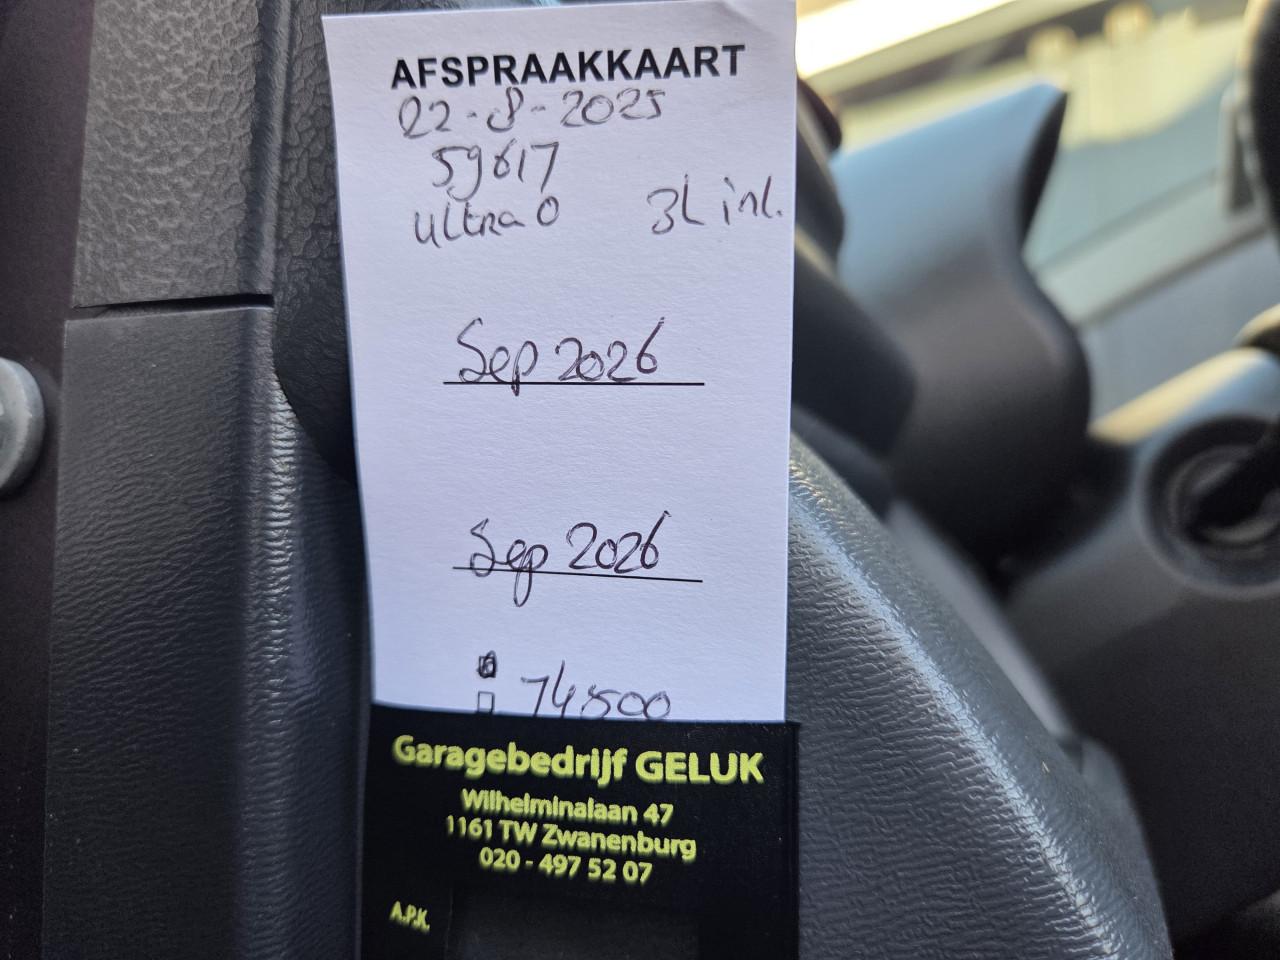 AFSPRAAKKAART
22-8-2025
59617
ultra 0 3L inl.
Sep 2026
Sep 2026
74500
Garagebedrijf GELUK
Wilhelminalaan 47
1161 TW Zwanenburg
020 - 497 52 07
A.P.K.